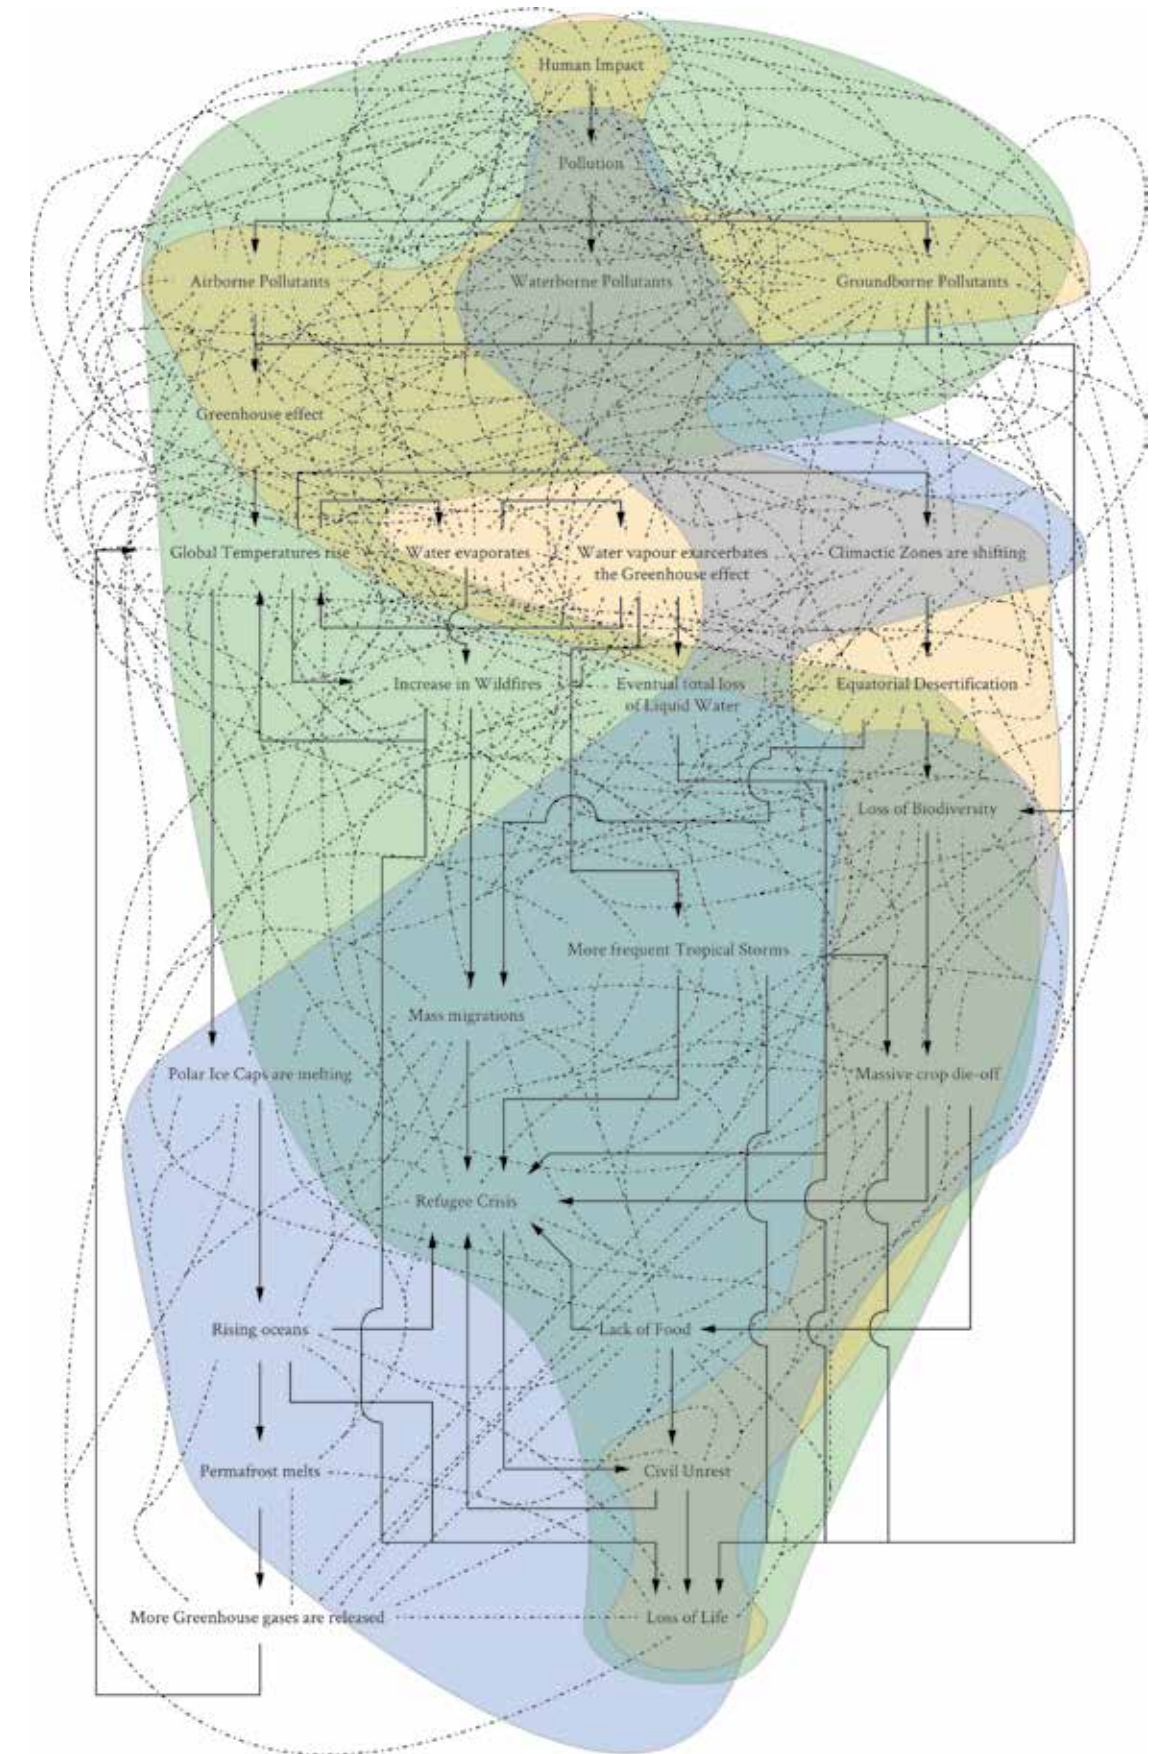 Human Impact
Pollution
Airborne Pollutants
Waterborne Pollutants
Groundborne Pollutants
Greenhouse effect
Global Temperatures rise
Water evaporates
Water vapour exarcerbates
the Greenhouse effect
Climactic Zones are shifting
Increase in Wildfires
Eventual total loss
of Liquid Water
Equatorial Desertification
Loss of Biodiversity
More frequent Tropical Storms
Mass migrations
Polar Ice Caps are melting
Massive crop die-off
Refugee Crisis
Rising oceans
Lack of Food
Permafrost melts
Civil Unrest
More Greenhouse gases are released
Loss of Life